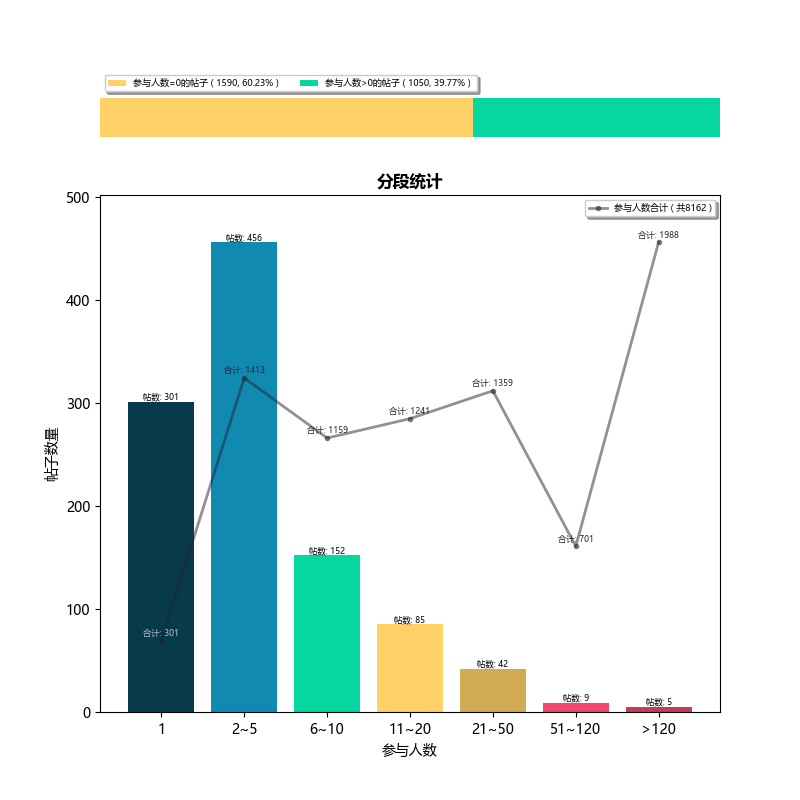 参与人数=0的帖子 ( 1590, 60.23% ) 参与人数>0的帖子 ( 1050, 39.77% )
分段统计
参与人数合计 ( 共8162 )
500
400
300
200
100
0
帖子数量
帖数: 301
帖数: 456
帖数: 152
帖数: 85
帖数: 42
帖数: 9
帖数: 5
合计: 301
合计: 1413
合计: 1159
合计: 1241
合计: 1359
合计: 701
合计: 1988
1 2~5 6~10 11~20 21~50 51~120 >120
参与人数